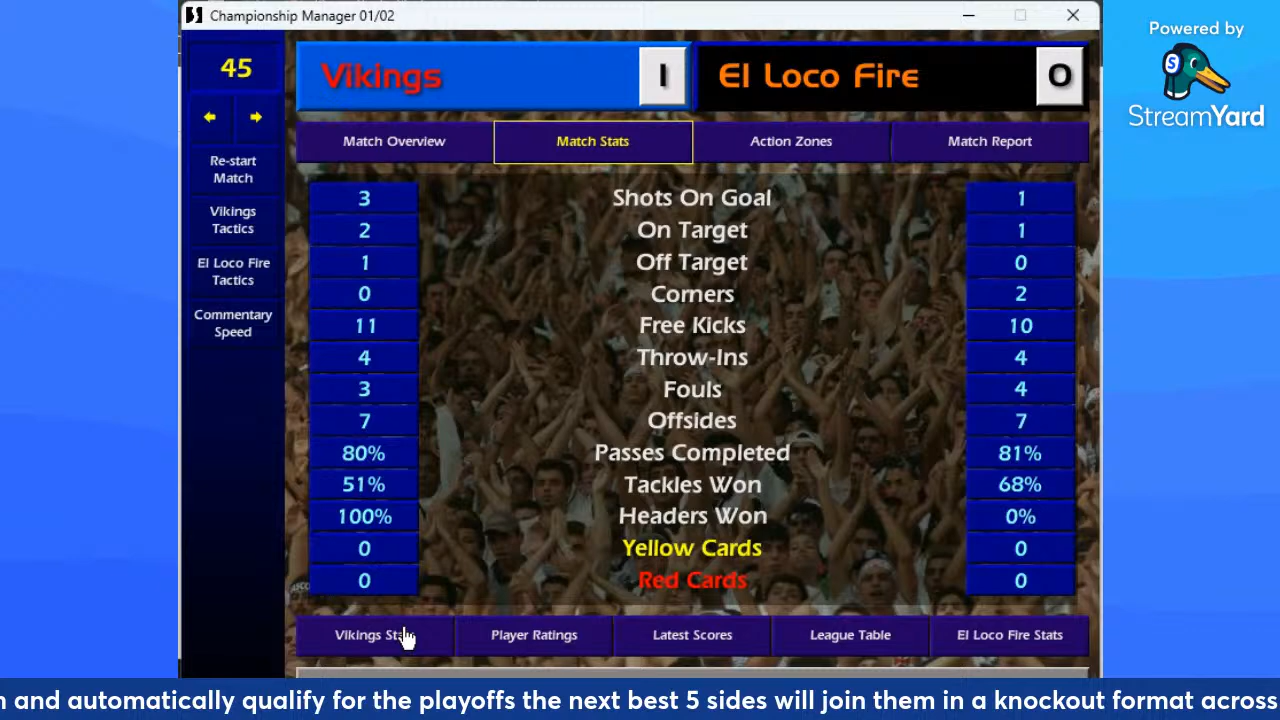 Championship Manager 01/02
Powered by
StreamYard
45
Vikings
1
El Loco Fire
0
Match Overview
Match Stats
Action Zones
Match Report
Re-start
Match
Vikings
Tactics
El Loco Fire
Tactics
Commentary
Speed
3 Shots On Goal 1
2 On Target 1
1 Off Target 0
0 Corners 2
11 Free Kicks 10
4 Throw-Ins 4
3 Fouls 4
7 Offsides 7
80% Passes Completed 81%
51% Tackles Won 68%
100% Headers Won 0%
0 Yellow Cards 0
0 Red Cards 0
Vikings
Player Ratings
Latest Scores
League Table
El Loco Fire Stats
and automatically qualify for the playoffs the next best 5 sides will join them in a knockout format across